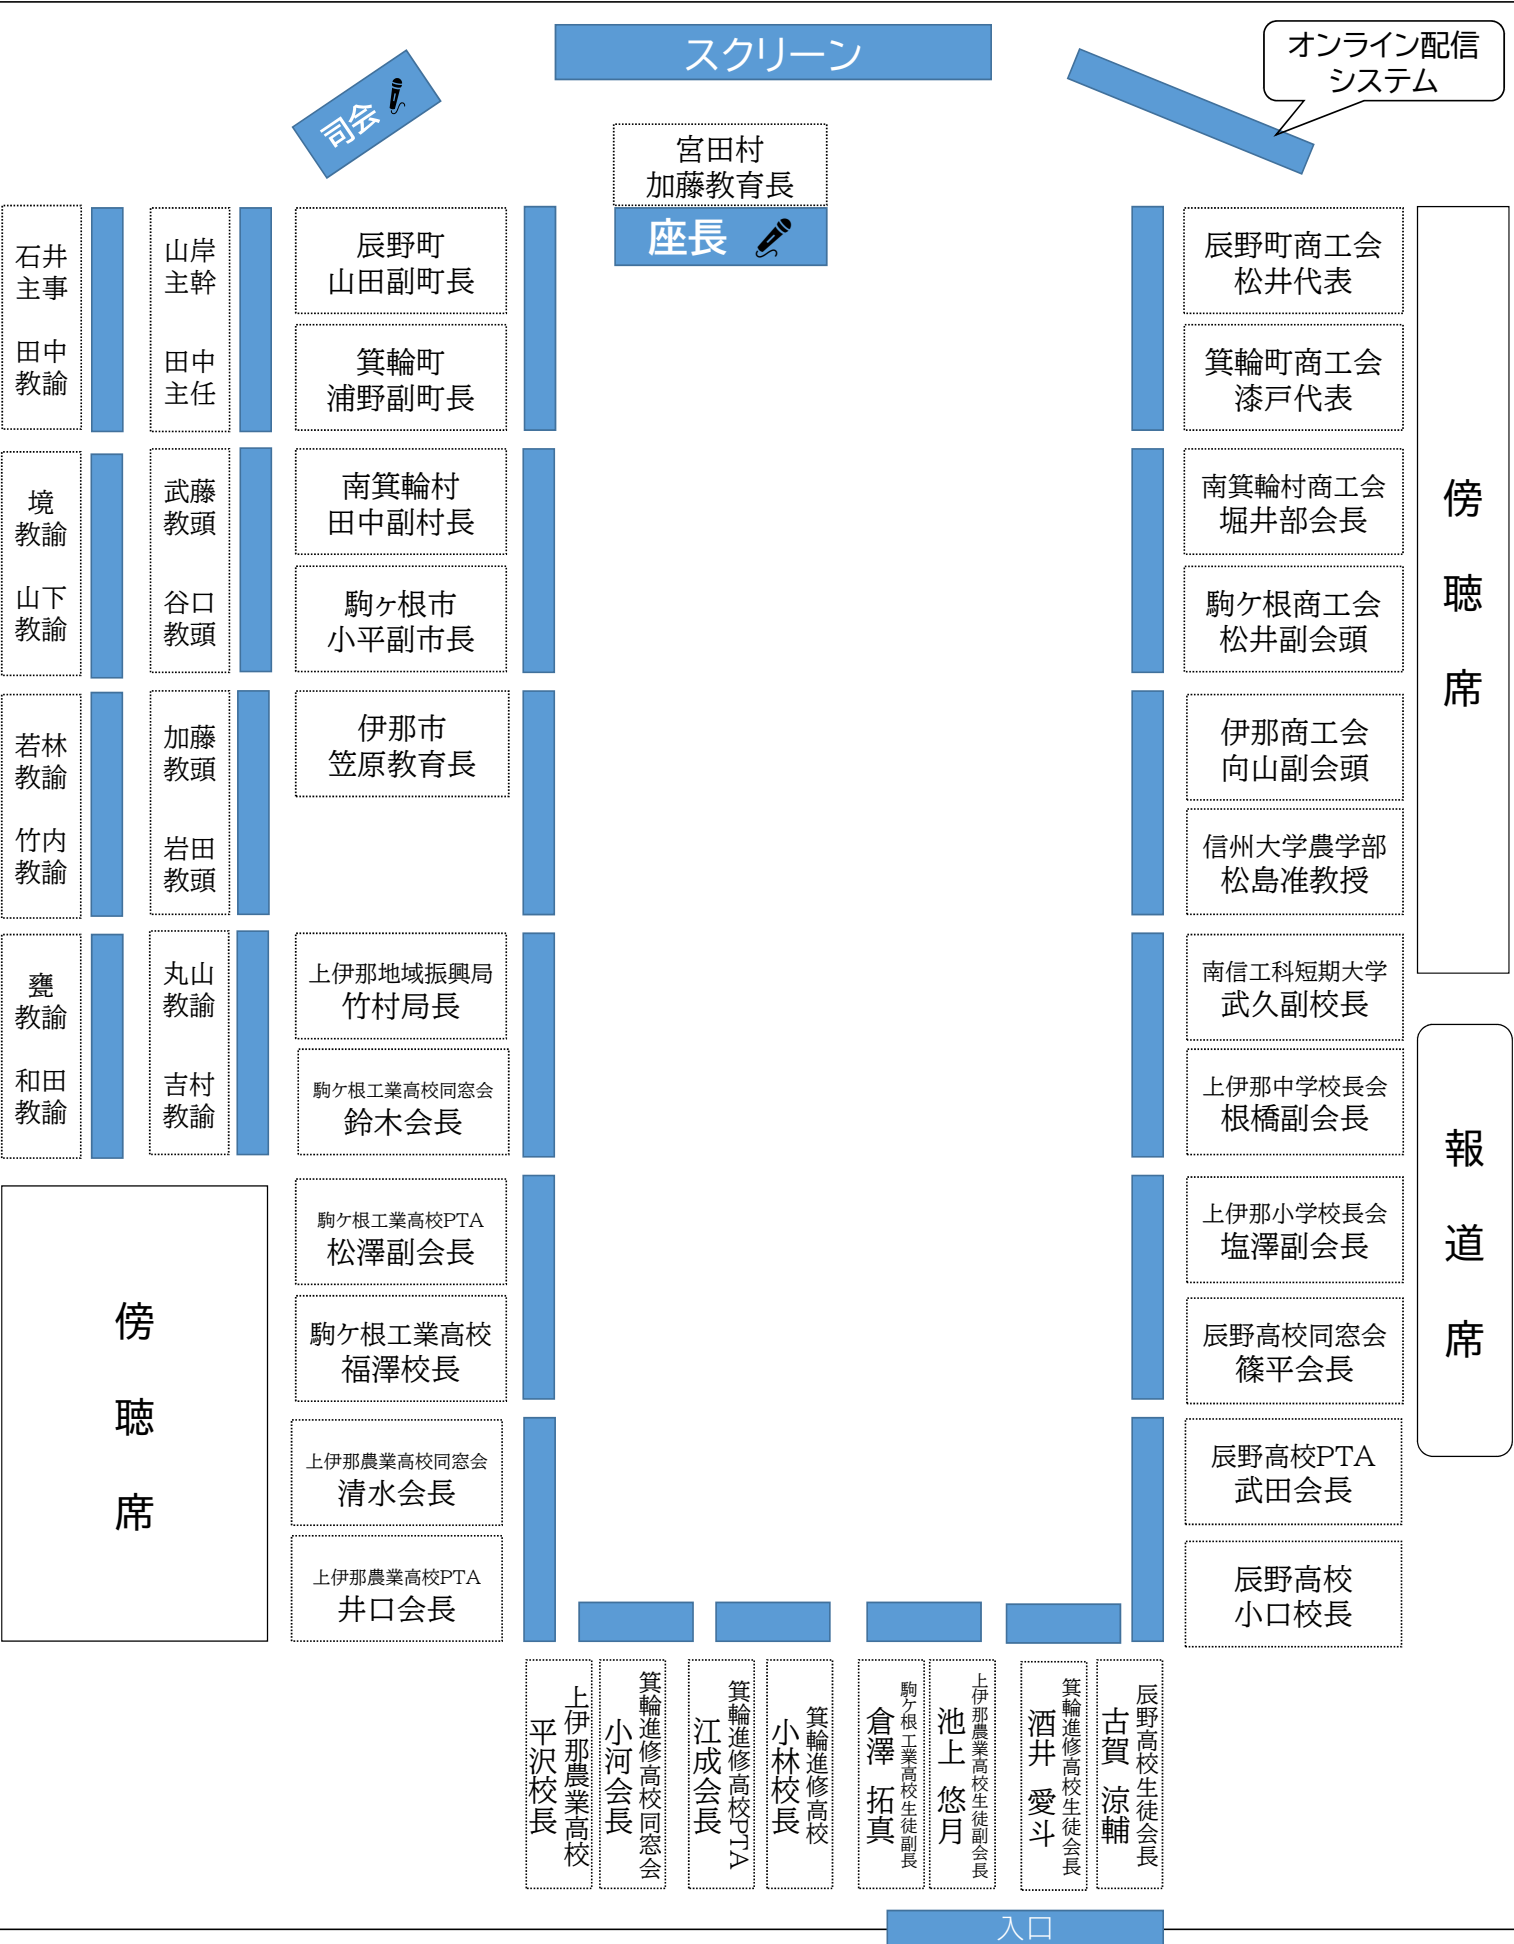 スクリーン
オンライン配信
システム
司会
宮田村
加藤教育長
座長
石井
主事
田中
教諭
境
教諭
山下
教諭
若林
教諭
竹内
教諭
甕
教諭
和田
教諭
山岸
主幹
田中
主任
武藤
教頭
谷口
教頭
加藤
教頭
岩田
教頭
丸山
教諭
吉村
教諭
傍聴席
辰野町
山田副町長
箕輪町
浦野副町長
南箕輪村
田中副村長
駒ヶ根市
小平副市長
伊那市
笠原教育長
上伊那地域振興局
竹村局長
駒ケ根工業高校同窓会
鈴木会長
駒ケ根工業高校PTA
松澤副会長
駒ケ根工業高校
福澤校長
上伊那農業高校同窓会
清水会長
上伊那農業高校PTA
井口会長
辰野町商工会
松井代表
箕輪町商工会
漆戸代表
南箕輪村商工会
堀井部会長
駒ケ根商工会
松井副会頭
伊那商工会
向山副会頭
信州大学農学部
松島准教授
南信工科短期大学
武久副校長
上伊那中学校長会
根橋副会長
上伊那小学校長会
塩澤副会長
辰野高校同窓会
篠平会長
辰野高校PTA
武田会長
辰野高校
小口校長
傍聴席
報道席
上伊那農業高校
平沢校長
箕輪進修高校同窓会
小河会長
箕輪進修高校PTA
江成会長
箕輪進修高校
小林校長
駒ケ根工業高校生徒副長
倉澤 拓真
上伊那農業高校生徒副会長
池上 悠月
箕輪進修高校生徒会長
酒井 愛斗
辰野高校生徒会長
古賀 涼輔
入口